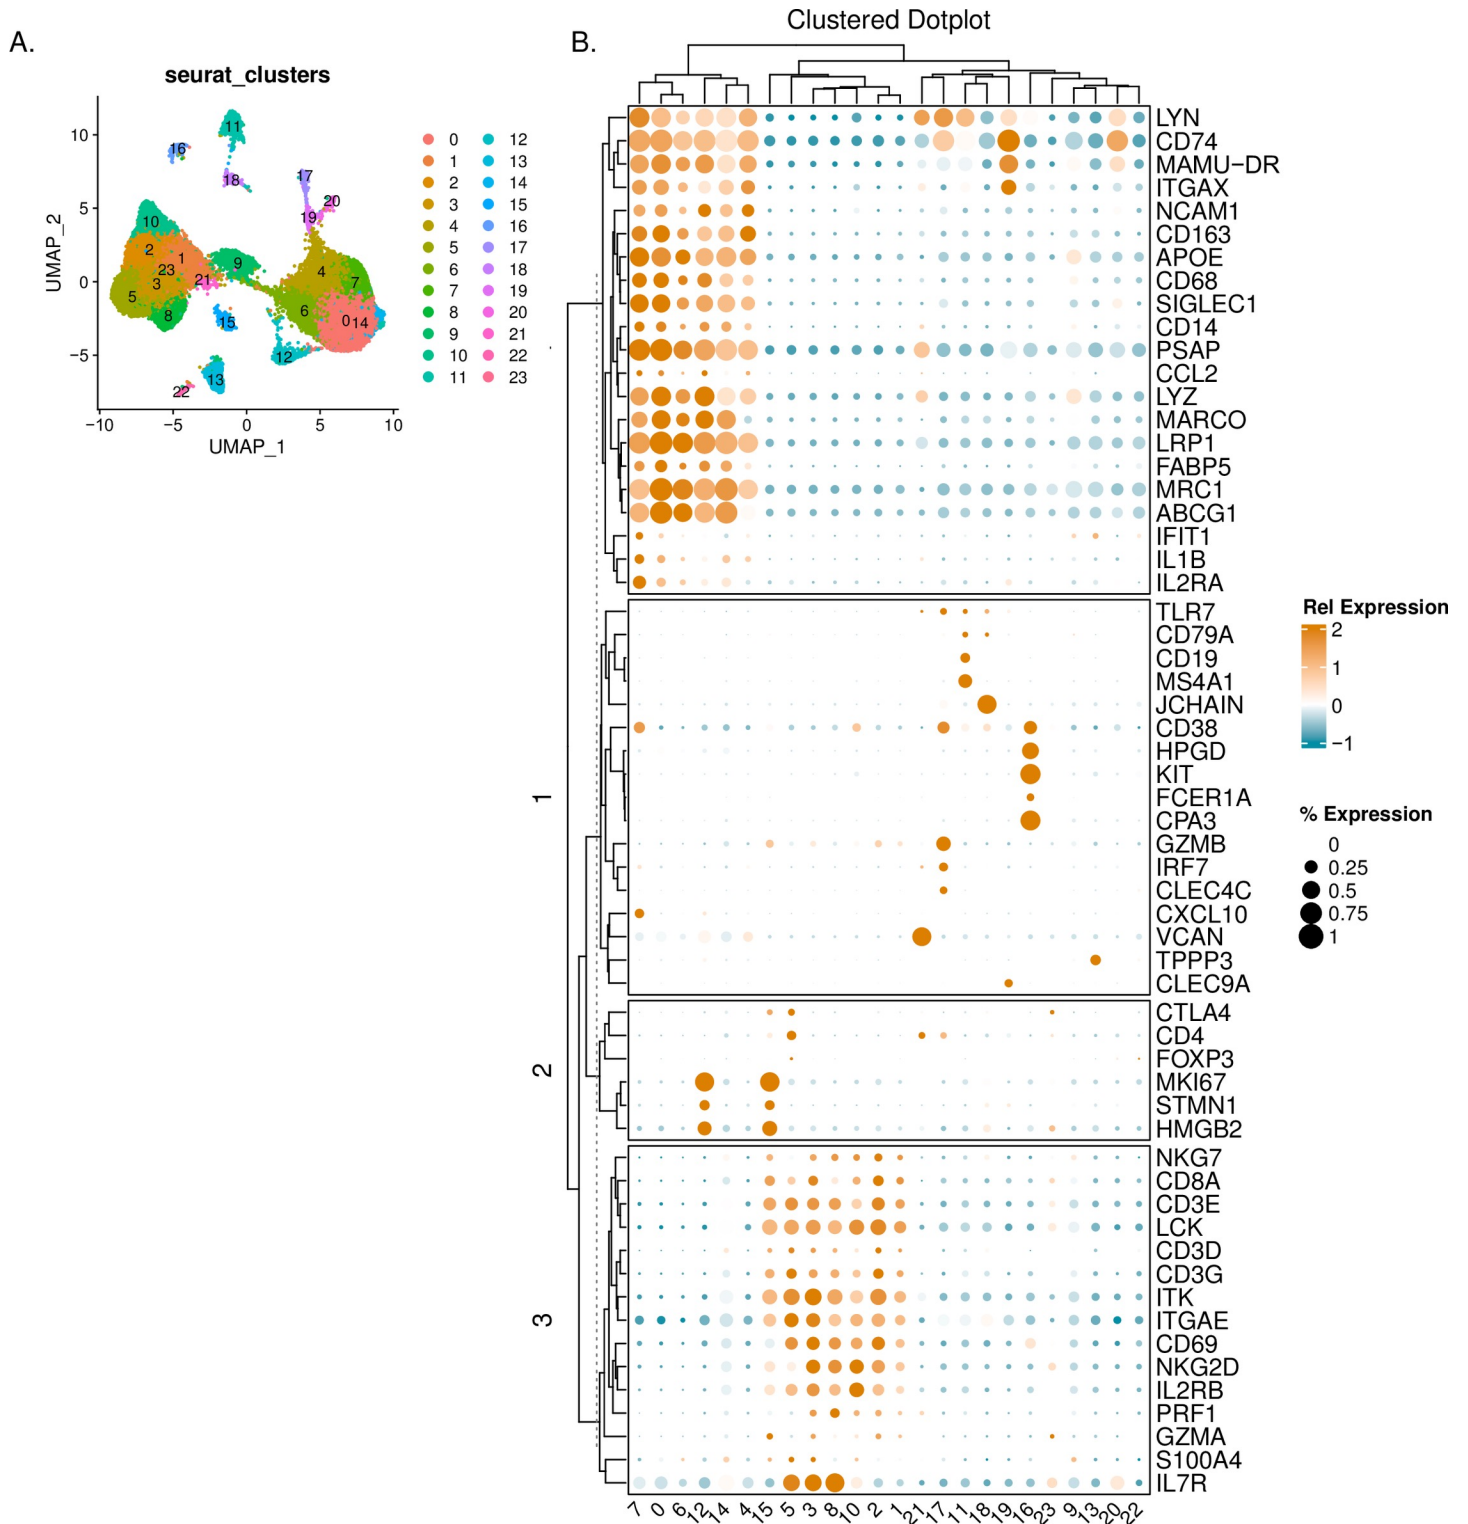 A.
seurat_clusters
UMAP_2
10
5
0
−5
−10
−5
0
5
10
UMAP_1
11
16
18
17
20
19
10
2
1
23
3
21
9
5
8
15
4
7
6
0
14
12
13
22
0
1
2
3
4
5
6
7
8
9
10
11
12
13
14
15
16
17
18
19
20
21
22
23
B.
Clustered Dotplot
LYN
CD74
MAMU−DR
ITGAX
NCAM1
CD163
APOE
CD68
SIGLEC1
CD14
PSAP
CCL2
LYZ
MARCO
LRP1
FABP5
MRC1
ABCG1
IFIT1
IL1B
IL2RA
1
TLR7
CD79A
CD19
MS4A1
JCHAIN
CD38
HPGD
KIT
FCER1A
CPA3
GZMB
IRF7
CLEC4C
CXCL10
VCAN
TPPP3
CLEC9A
2
CTLA4
CD4
FOXP3
MKI67
STMN1
HMGB2
3
NKG7
CD8A
CD3E
LCK
CD3D
CD3G
ITK
ITGAE
CD69
NKG2D
IL2RB
PRF1
GZMA
S100A4
IL7R
7 0 6 12 14 4 15 5 3 8 10 2 1 21 17 11 18 19 16 23 9 13 20 22
Rel Expression
2
1
0
−1
% Expression
0
0.25
0.5
0.75
1